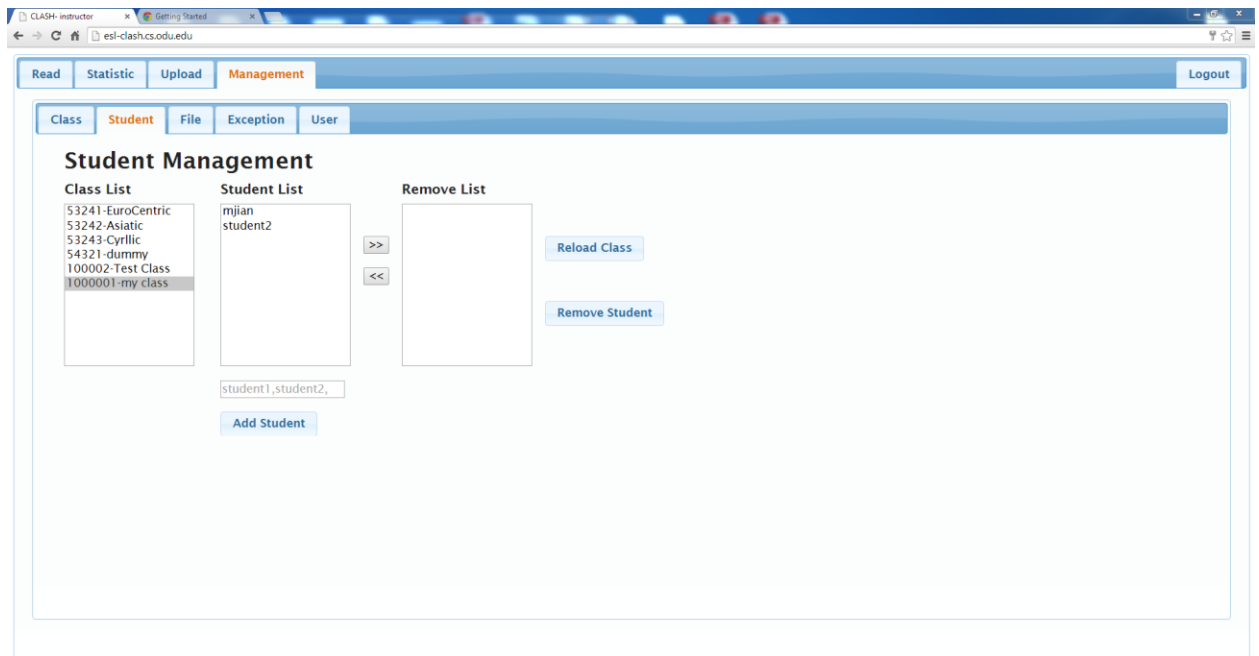 CLASH- instructor × Getting Started ×
esl-clash.cs.odu.edu
Read Statistic Upload Management Logout
Class Student File Exception User
Student Management
Class List Student List Remove List
53241-EuroCentric mjian
53242-Asiatic student2
53243-Cyrllic
54321-dummy
100002-Test Class
1000001-my class
>>
<<
Reload Class
Remove Student
student1,student2,
Add Student